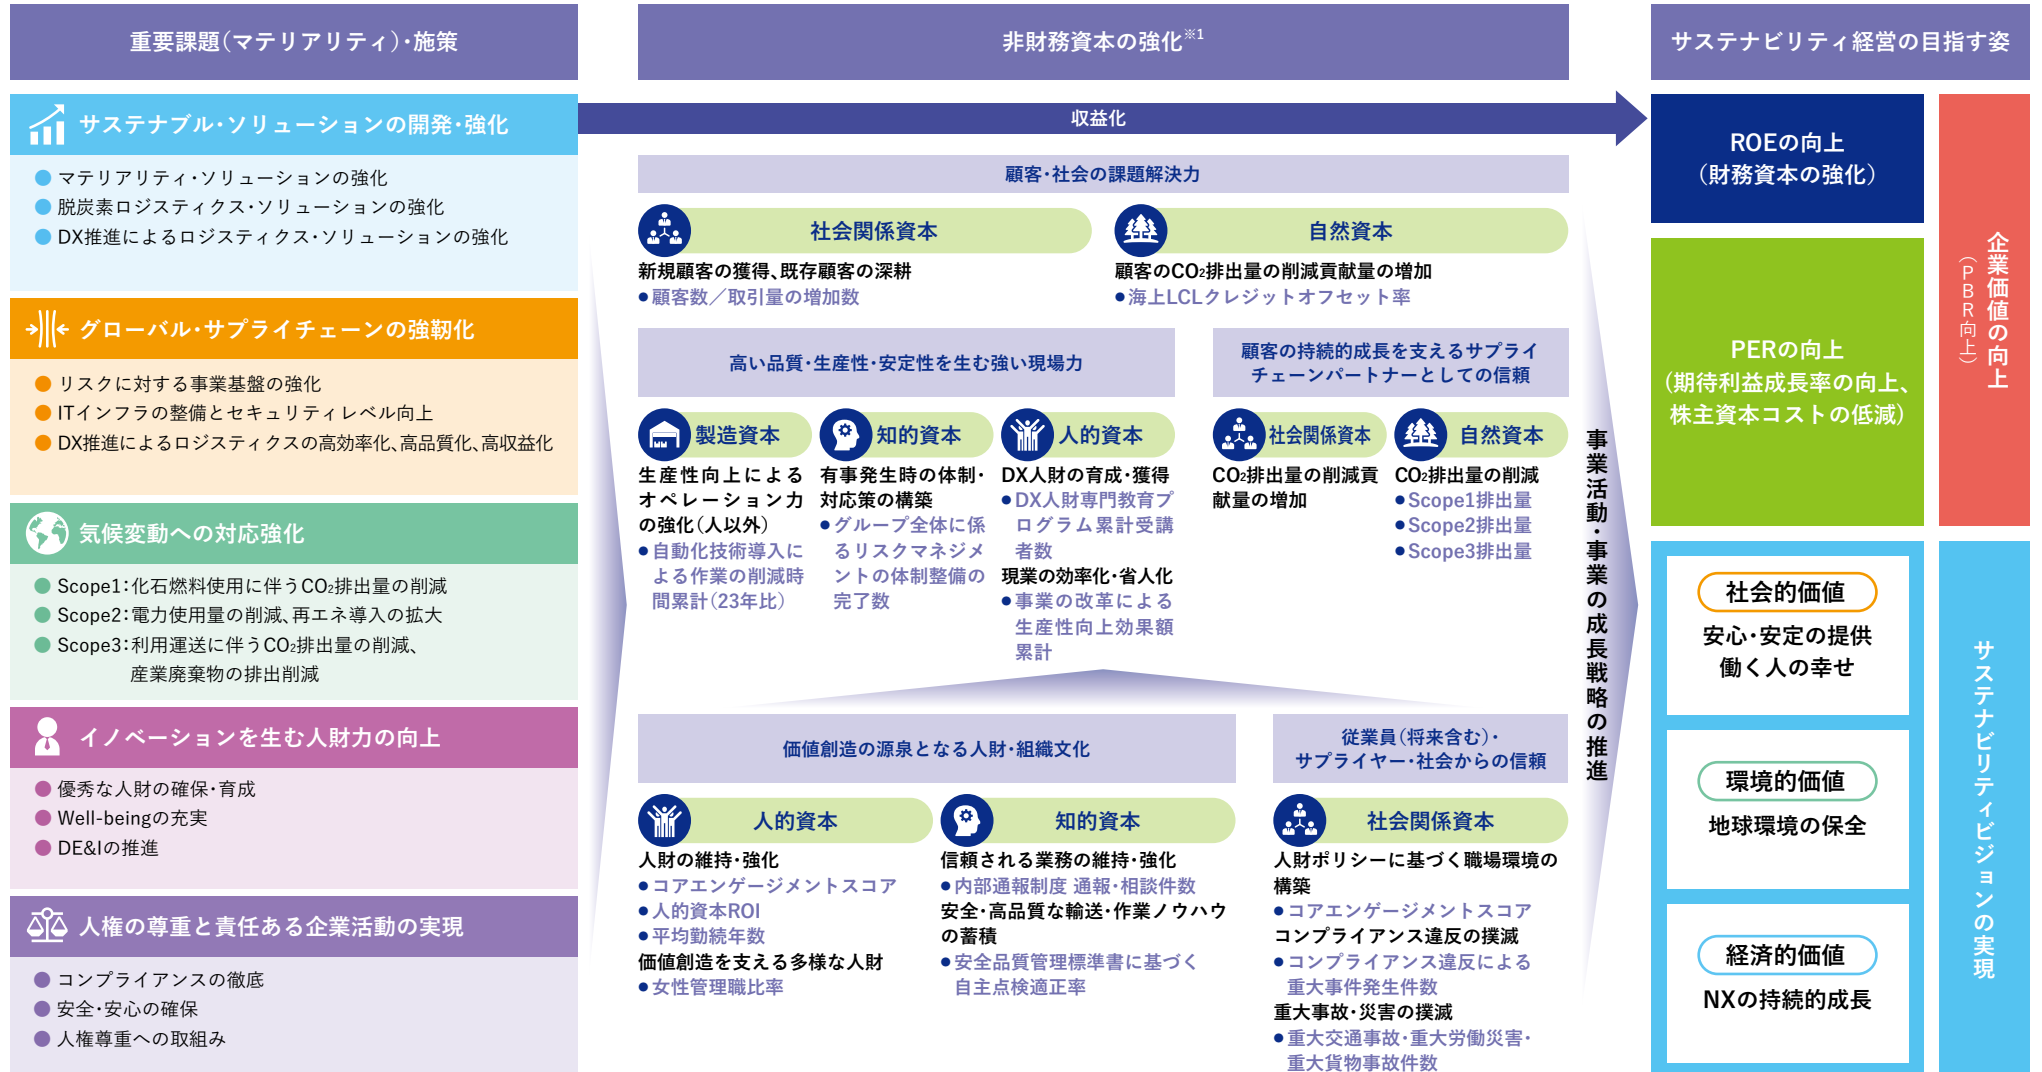 重要課題（マテリアリティ）・施策
サステナブル・ソリューションの開発・強化
マテリアリティ・ソリューションの強化
脱炭素ロジスティクス・ソリューションの強化
DX推進によるロジスティクス・ソリューションの強化
グローバル・サプライチェーンの強靭化
リスクに対する事業基盤の強化
ITインフラの整備とセキュリティレベル向上
DX推進によるロジスティクスの高効率化、高品質化、高収益化
気候変動への対応強化
Scope1：化石燃料使用に伴うCO₂排出量の削減
Scope2：電力使用量の削減、再エネ導入の拡大
Scope3：利用運送に伴うCO₂排出量の削減、
産業廃棄物の排出削減
イノベーションを生む人財力の向上
優秀な人財の確保・育成
Well-beingの充実
DE&Iの推進
人権の尊重と責任ある企業活動の実現
コンプライアンスの徹底
安全・安心の確保
人権尊重への取組み
非財務資本の強化※1
収益化
顧客・社会の課題解決力
社会関係資本
新規顧客の獲得、既存顧客の深耕
●顧客数／取引量の増加数
自然資本
顧客のCO₂排出量の削減貢献量の増加
●海上LCLクレジットオフセット率
高い品質・生産性・安定性を生む強い現場力
製造資本
生産性向上による
オペレーション力
の強化（人以外）
●自動化技術導入に
よる作業の削減時
間累計（23年比）
知的資本
有事発生時の体制・
対応策の構築
●グループ全体に係
るリスクマネジメ
ントの体制整備の
完了数
人的資本
DX人財の育成・獲得
●DX人財専門教育プ
ログラム累計受講
者数
現業の効率化・省人化
●事業の改革による
生産性向上効果額
累計
顧客の持続的成長を支えるサプライ
チェーンパートナーとしての信頼
社会関係資本
CO₂排出量の削減貢
献量の増加
自然資本
CO₂排出量の削減
●Scope1排出量
●Scope2排出量
●Scope3排出量
価値創造の源泉となる人財・組織文化
人的資本
人財の維持・強化
●コアエンゲージメントスコア
●人的資本ROI
●平均勤続年数
価値創造を支える多様な人財
●女性管理職比率
知的資本
信頼される業務の維持・強化
●内部通報制度 通報・相談件数
安全・高品質な輸送・作業ノウハウ
の蓄積
●安全品質管理標準書に基づく
自主点検適正率
従業員（将来含む）・
サプライヤー・社会からの信頼
社会関係資本
人財ポリシーに基づく職場環境の
構築
●コアエンゲージメントスコア
コンプライアンス違反の撲滅
●コンプライアンス違反による
重大事件発生件数
重大事故・災害の撲滅
●重大交通事故・重大労働災害・
重大貨物事故件数
事業活動・事業の成長戦略の推進
サステナビリティ経営の目指す姿
ROEの向上
（財務資本の強化）
PERの向上
（期待利益成長率の向上、
株主資本コストの低減）
企業価値の向上
（PBR向上）
社会的価値
安心・安定の提供
働く人の幸せ
環境的価値
地球環境の保全
経済的価値
NXの持続的成長
サステナビリティビジョンの実現